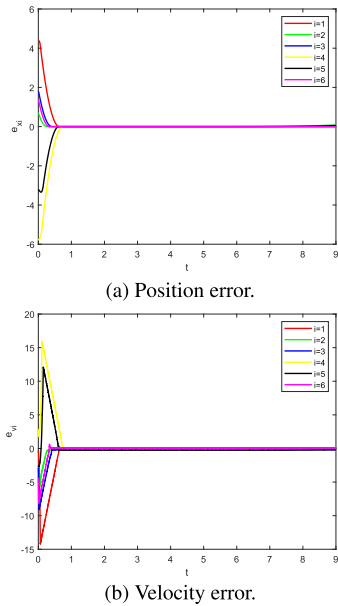 6
4
2
0
-2
-4
-6
e_xi
0 1 2 3 4 5 6 7 8 9
t
i=1
i=2
i=3
i=4
i=5
i=6
(a) Position error.
20
15
10
5
0
-5
-10
-15
e_vi
0 1 2 3 4 5 6 7 8 9
t
i=1
i=2
i=3
i=4
i=5
i=6
(b) Velocity error.